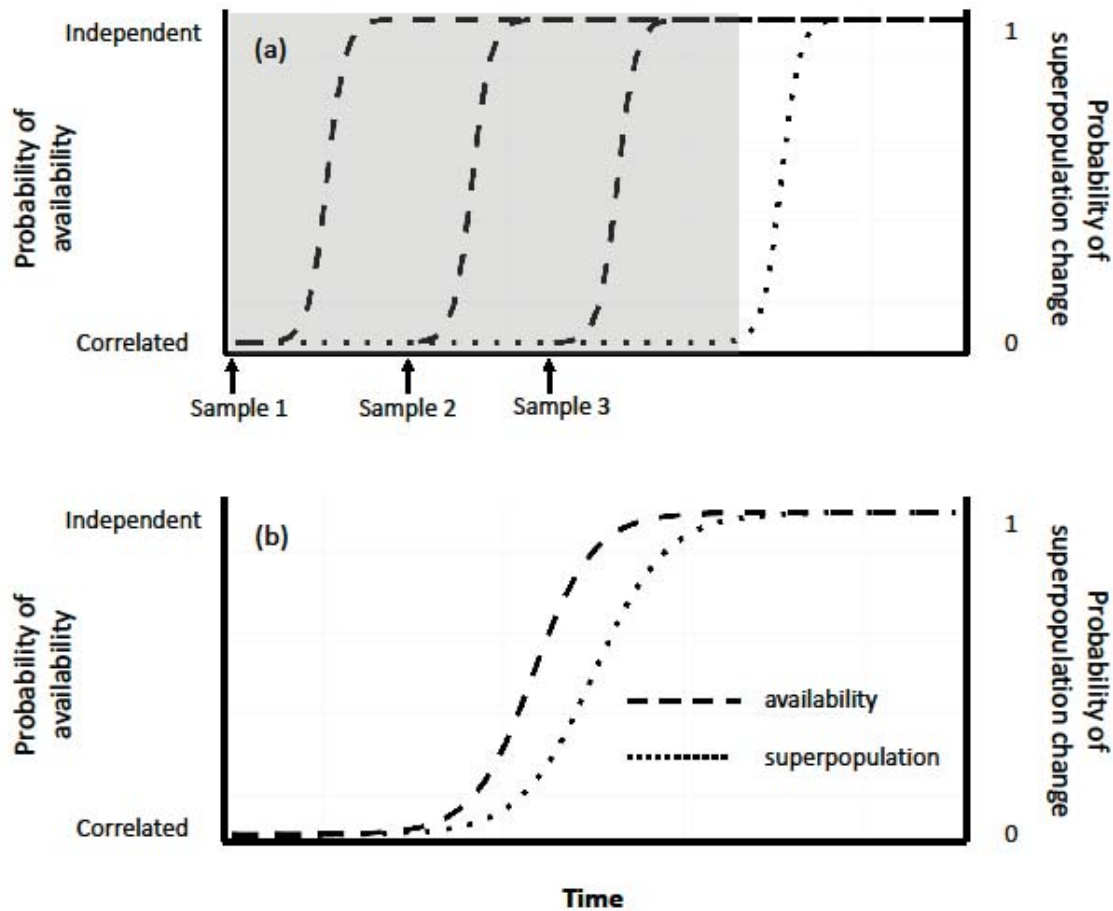 Independent
(a)
1
Probability of
availability
Probability of
superpopulation change
Correlated
0
Sample 1
Sample 2
Sample 3
Independent
(b)
1
Probability of
availability
Probability of
superpopulation change
availability
superpopulation
Correlated
0
Time